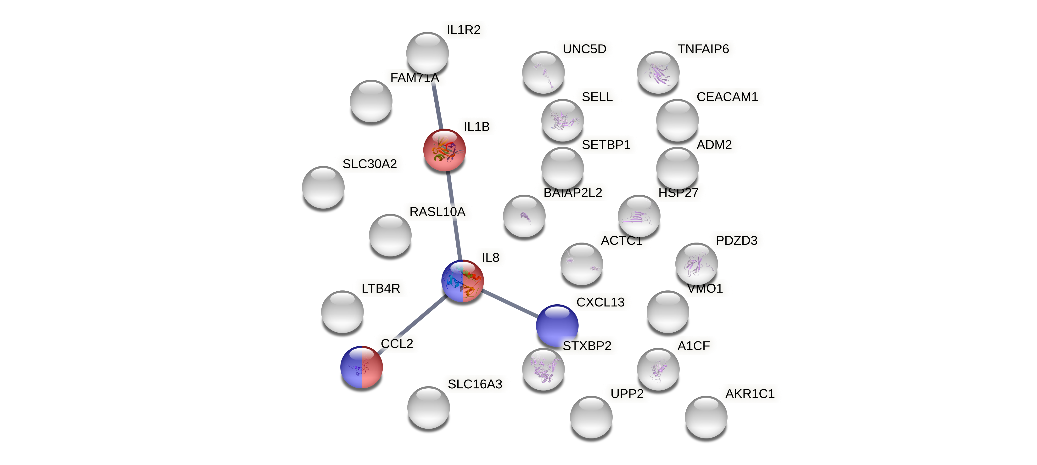 IL1R2
UNC5D
TNFAIP6
FAM71A
SELL
CEACAM1
IL1B
SETBP1
ADM2
SLC30A2
BAIAP2L2
HSP27
RASL10A
ACTC1
PDZD3
IL8
LTB4R
VMO1
CXCL13
CCL2
STXBP2
A1CF
SLC16A3
UPP2
AKR1C1